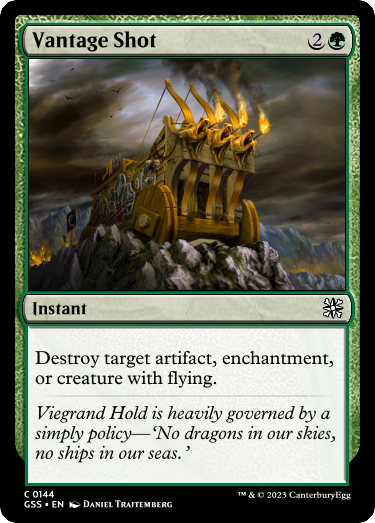 Vantage Shot 2
Instant
Destroy target artifact, enchantment,
or creature with flying.
Viegrand Hold is heavily governed by a
simply policy—‘No dragons in our skies,
no ships in our seas.’
C 0144
GSS • EN DANIEL TRAITEMBERG
™ & © 2023 CanterburyEgg